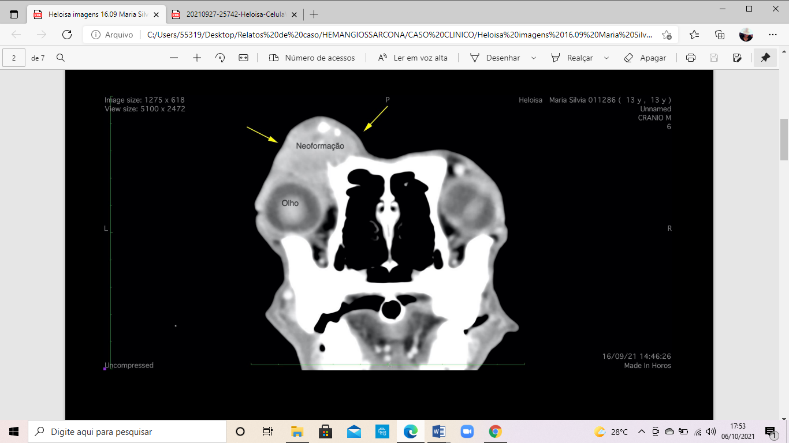 Heloisa imagens 16.09 Maria Silv
20210927-25742-Heloisa-Celular
Arquivo
C:/Users/55319/Desktop/Relatos%20de%20caso/HEMANGIOSSARCONA/CASO%20CLINICO/Heloisa%20imagens%2016.09%20Maria%20Silv...
2
de 7
Número de acessos
Ler em voz alta
Desenhar
Realçar
Apagar
Image size: 1275 x 618
View size: 5100 x 2472
P
Heloisa Maria Silvia 011286 ( 13 y , 13 y )
Unnamed
CRANIO M
6
Neoformação
Olho
L
R
Uncompressed
16/09/21 14:46:26
Made In Horos
Digite aqui para pesquisar
28°C
17:53
06/10/2021